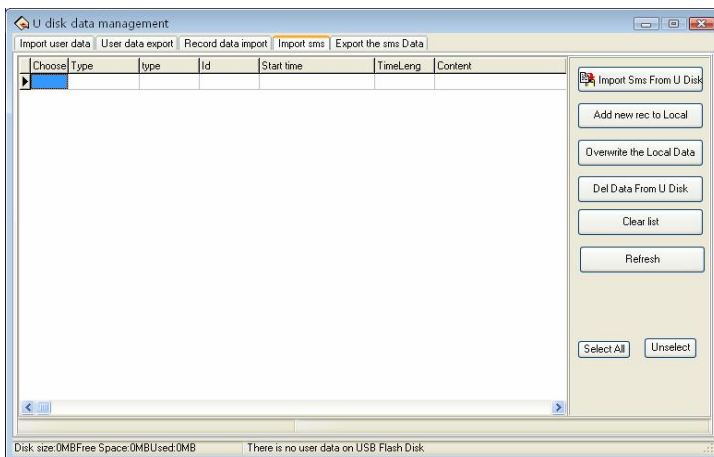 U disk data management
Import user data User data export Record data import Import sms Export the sms Data
Choose Type type Id Start time TimeLeng Content
Import Sms From U Disk
Add new rec to Local
Overwrite the Local Data
Del Data From U Disk
Clear list
Refresh
Select All Unselect
Disk size:0MBFree Space:0MBUsed:0MB There is no user data on USB Flash Disk